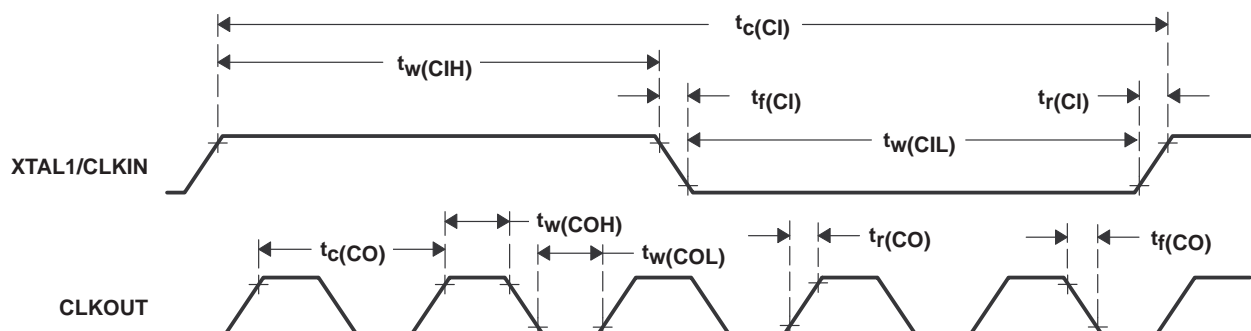 tc(CI)
tw(CIH)
tf(CI)
tr(CI)
tw(CIL)
XTAL1/CLKIN
tw(COH)
tc(CO)
tw(COL)
tr(CO)
tf(CO)
CLKOUT